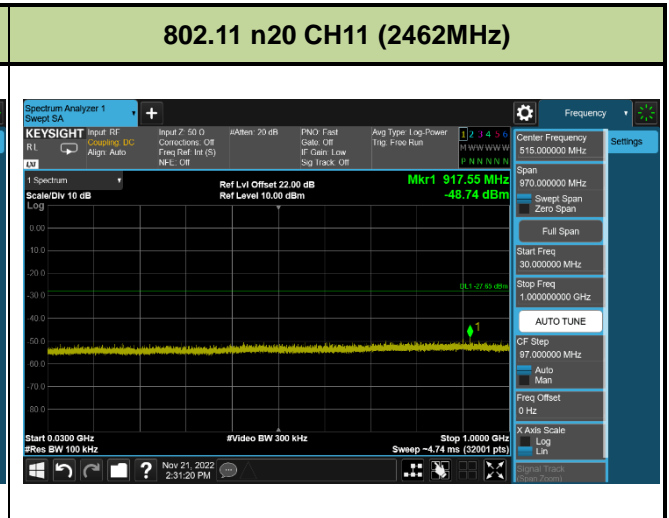 802.11 n20 CH11 (2462MHz)
Spectrum Analyzer 1
Swept SA
+
Frequency
KEYSIGHT
Input: RF
Coupling: DC
Align: Auto
RL
LXI
Input Z: 50 Ω
Corrections: Off
Freq Ref: Int (S)
NFE: Off
#Atten: 20 dB
PNO: Fast
Gate: Off
IF Gain: Low
Sig Track: Off
Avg Type: Log-Power
Trig: Free Run
1 2 3 4 5 6
M W W W W W
P N N N N N
Center Frequency
515.000000 MHz
Settings
1 Spectrum
Scale/Div 10 dB
Log
Ref Lvl Offset 22.00 dB
Ref Level 10.00 dBm
Mkr1 917.55 MHz
-48.74 dBm
Span
970.000000 MHz
Swept Span
Zero Span
Full Span
Start Freq
30.000000 MHz
Stop Freq
1.000000000 GHz
AUTO TUNE
CF Step
97.000000 MHz
Auto
Man
Freq Offset
0 Hz
X Axis Scale
Log
Lin
Signal Track
(Span Zoom)
0.00
-10.0
-20.0
DL1 -27.65 dBm
-30.0
-40.0
1
-50.0
-60.0
-70.0
-80.0
Start 0.0300 GHz
#Res BW 100 kHz
#Video BW 300 kHz
Stop 1.0000 GHz
Sweep ~4.74 ms (32001 pts)
?
Nov 21, 2022
2:31:20 PM